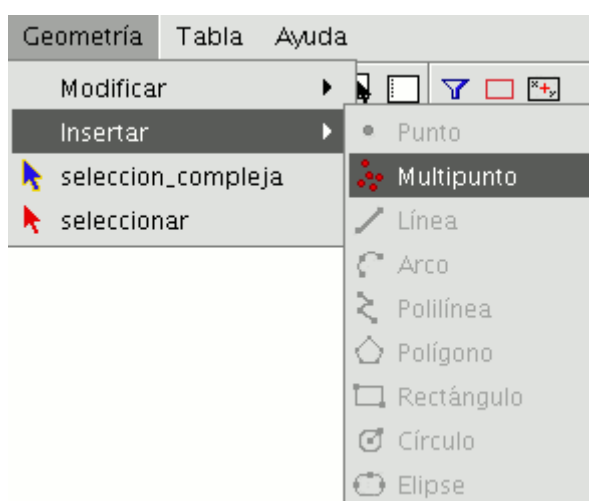 Geometría Tabla Ayuda
Modificar
Insertar
seleccion_compleja
seleccionar
Punto
Multipunto
Línea
Arco
Polilínea
Polígono
Rectángulo
Círculo
Elipse